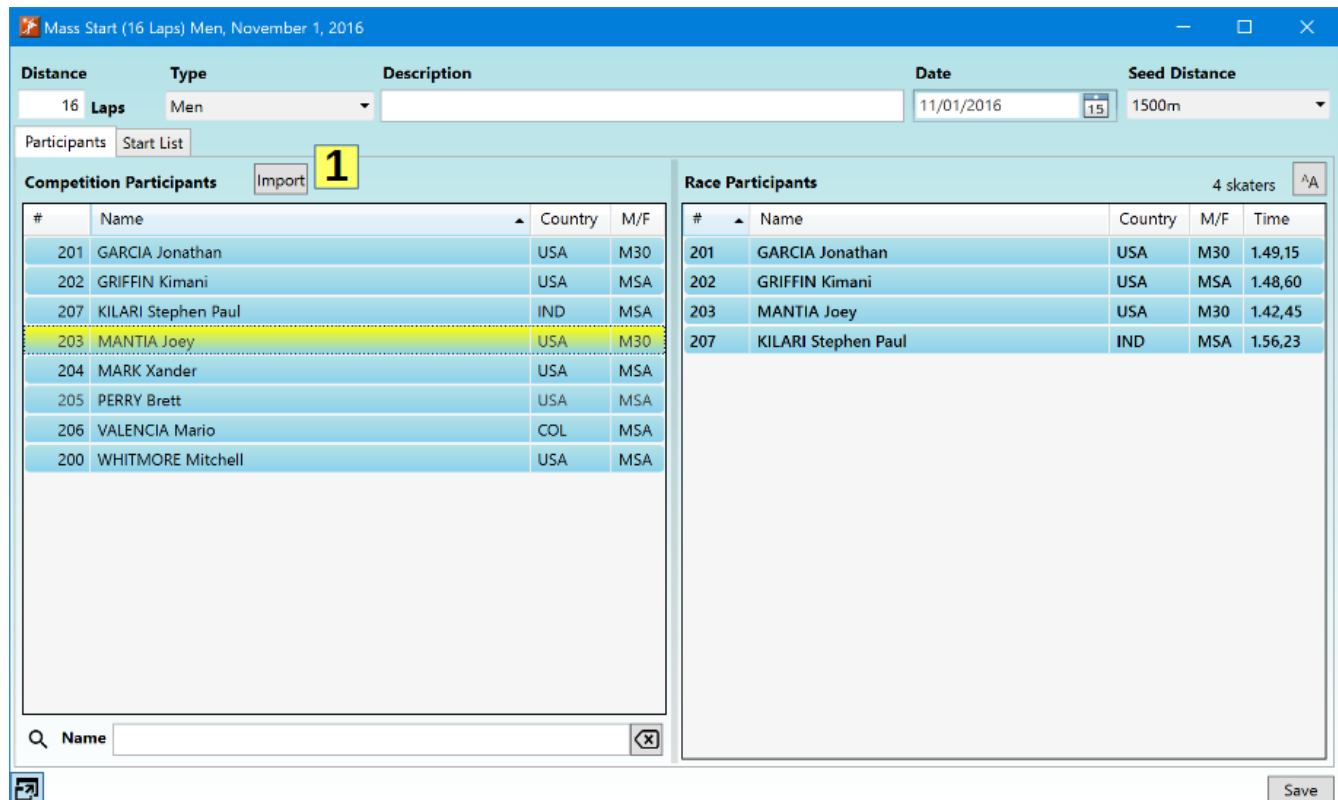 Mass Start (16 Laps) Men, November 1, 2016
Distance Type Description Date Seed Distance
16 Laps Men 11/01/2016 15 1500m
Participants Start List
Competition Participants Import 1 Race Participants 4 skaters ^A
# Name Country M/F # Name Country M/F Time
201 GARCIA Jonathan USA M30 201 GARCIA Jonathan USA M30 1.49,15
202 GRIFFIN Kimani USA MSA 202 GRIFFIN Kimani USA MSA 1.48,60
207 KILARI Stephen Paul IND MSA 203 MANTIA Joey USA M30 1.42,45
203 MANTIA Joey USA M30 207 KILARI Stephen Paul IND MSA 1.56,23
204 MARK Xander USA MSA
205 PERRY Brett USA MSA
206 VALENCIA Mario COL MSA
200 WHITMORE Mitchell USA MSA
Name
Save